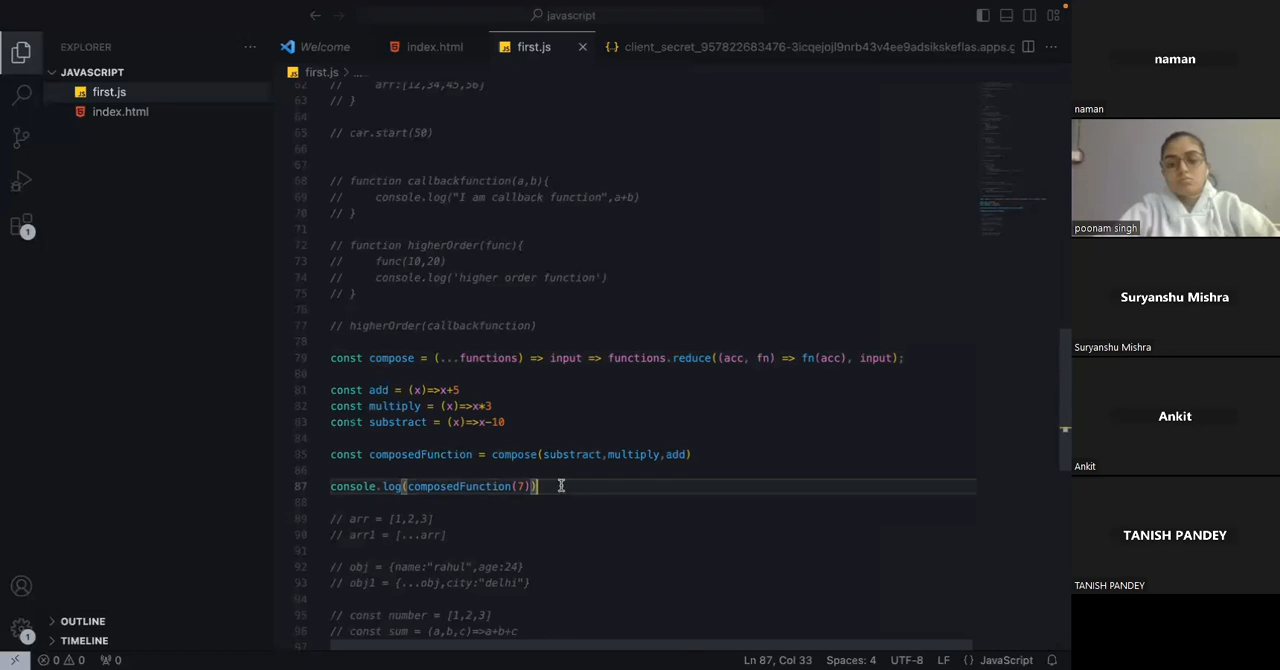 javascript
EXPLORER
Welcome
index.html
first.js
client_secret_957822683476-3icqejojl9nrb43v4ee9adsikskeflas.apps.g
JAVASCRIPT
first.js
index.html
first.js > ...
62 //     arr:[12,34,45,56]
63 // }
64
65 // car.start(50)
66
67
68 // function callbackfunction(a,b){
69 //     console.log("I am callback function",a+b)
70 // }
71
72 // function higherOrder(func){
73 //     func(10,20)
74 //     console.log('higher order function')
75 // }
76
77 // higherOrder(callbackfunction)
78
79 const compose = (...functions) => input => functions.reduce((acc, fn) => fn(acc), input);
80
81 const add = (x)=>x+5
82 const multiply = (x)=>x*3
83 const substract = (x)=>x-10
84
85 const composedFunction = compose(substract,multiply,add)
86
87 console.log(composedFunction(7))
88
89 // arr = [1,2,3]
90 // arr1 = [...arr]
91
92 // obj = {name:"rahul",age:24}
93 // obj1 = {...obj,city:"delhi"}
94
95 // const number = [1,2,3]
96 // const sum = (a,b,c)=>a+b+c
97
1
1
OUTLINE
TIMELINE
0 0 0
Ln 87, Col 33
Spaces: 4
UTF-8
LF
{} JavaScript
naman
naman
poonam singh
Suryanshu Mishra
Suryanshu Mishra
Ankit
Ankit
TANISH PANDEY
TANISH PANDEY